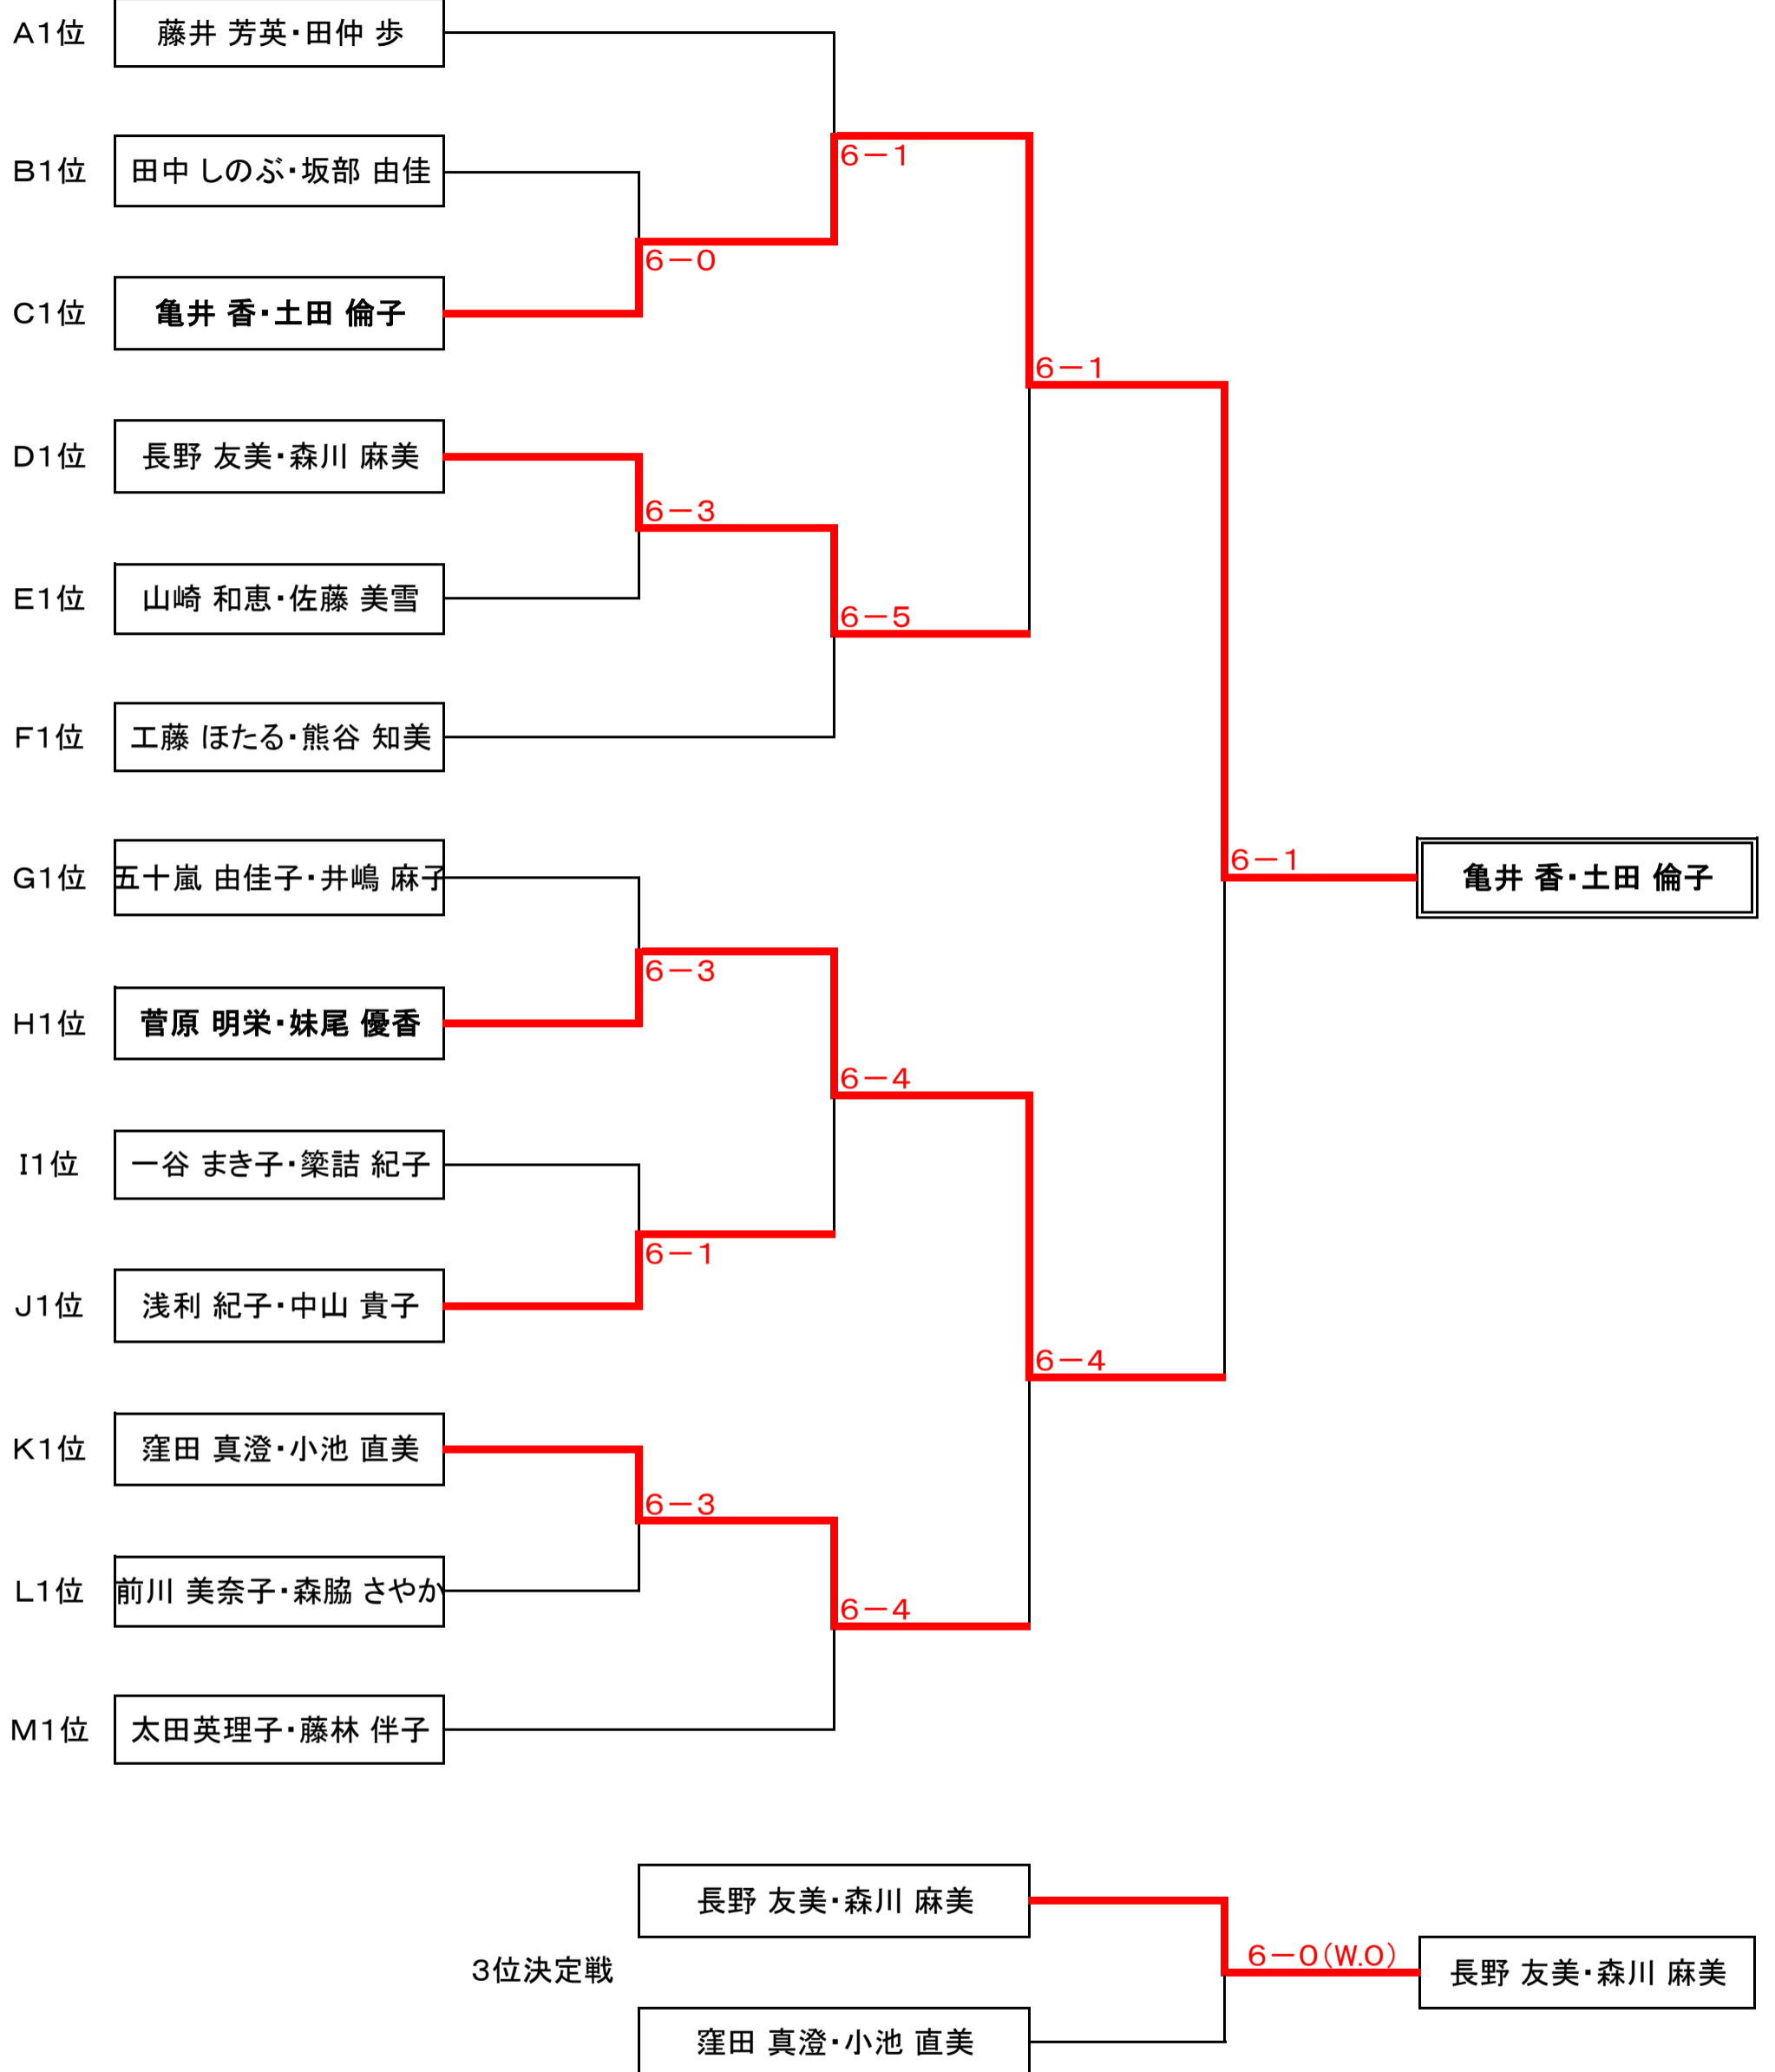 A1位 藤井 芳英・田仲 歩
6－1
B1位 田中 しのぶ・坂部 由佳
6－0
C1位 亀井 香・土田 倫子
6－1
D1位 長野 友美・森川 麻美
6－3
E1位 山崎 和恵・佐藤 美雪
6－5
F1位 工藤 ほたる・熊谷 知美
6－1
G1位 五十嵐 由佳子・井嶋 麻子
亀井 香・土田 倫子
6－3
H1位 菅原 明栄・妹尾 優香
6－4
I1位 一谷 まき子・簗詰 紀子
6－1
J1位 浅利 紀子・中山 貴子
6－4
K1位 窪田 真澄・小池 直美
6－3
L1位 前川 美奈子・森脇 さやか
6－4
M1位 太田英理子・藤林 伴子
長野 友美・森川 麻美
3位決定戦
6－0(W.O)
長野 友美・森川 麻美
窪田 真澄・小池 直美